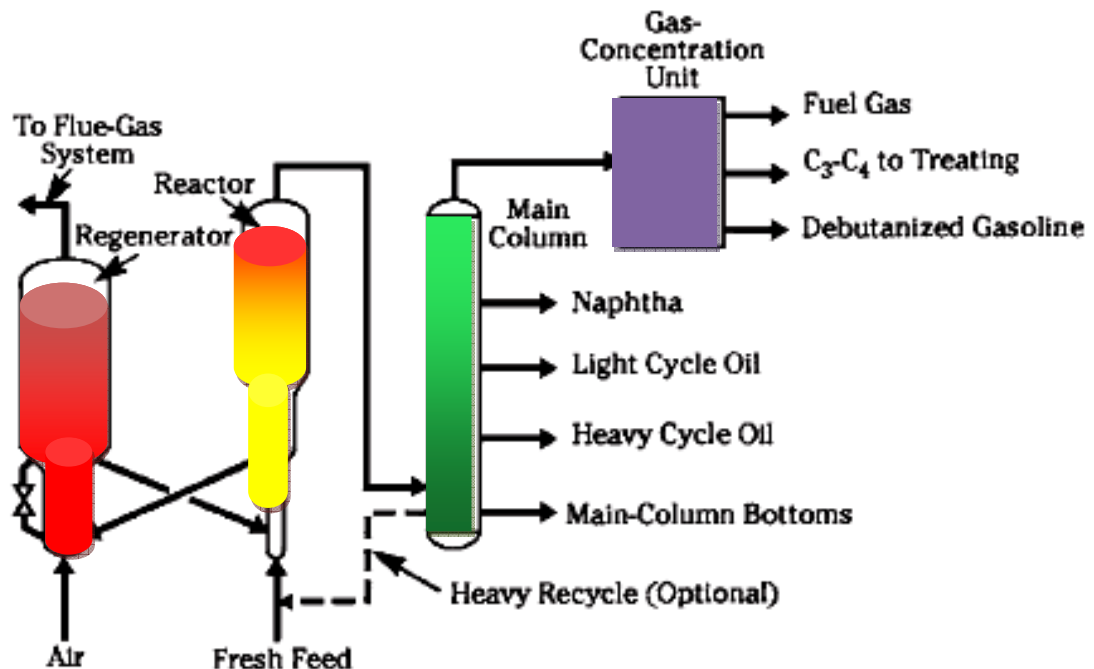 Gas-
Concentration
Unit
Fuel Gas
C₃-C₄ to Treating
Debutanized Gasoline
To Flue-Gas
System
Reactor
Regenerator
Main
Column
Naphtha
Light Cycle Oil
Heavy Cycle Oil
Main-Column Bottoms
Heavy Recycle (Optional)
Air
Fresh Feed